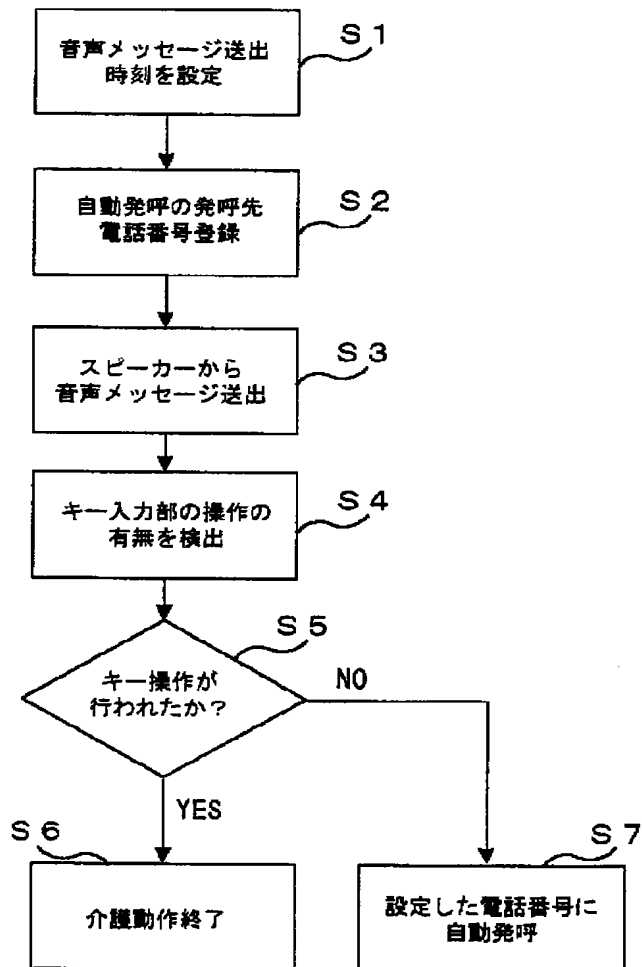 音声メッセージ送出
時刻を設定
S1
自動発呼の発呼先
電話番号登録
S2
スピーカーから
音声メッセージ送出
S3
キー入力部の操作の
有無を検出
S4
キー操作が
行われたか？
S5
NO
YES
S6
介護動作終了
S7
設定した電話番号に
自動発呼